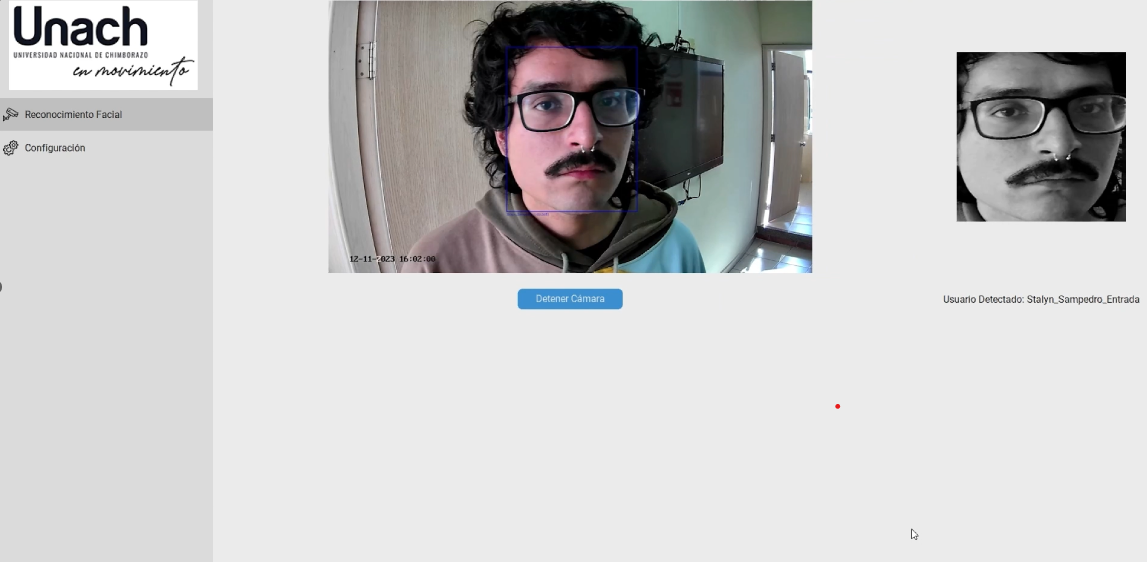 Unach
UNIVERSIDAD NACIONAL DE CHIMBORAZO
en movimiento
Reconocimiento Facial
Configuración
12-11-2023 16:02:00
Detener Cámara
Usuario Detectado: Stalyn_Sampedro_Entrada